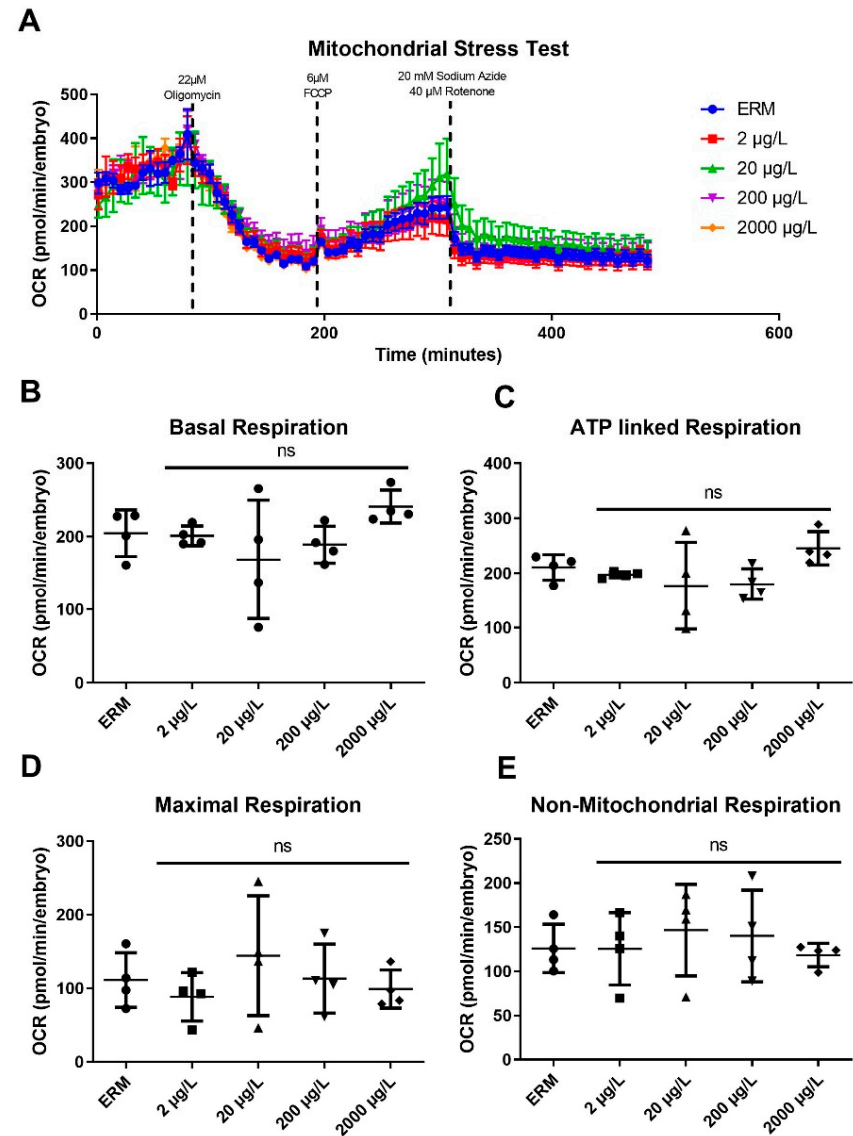 A
Mitochondrial Stress Test
22µM
Oligomycin
6µM
FCCP
20 mM Sodium Azide
40 µM Rotenone
500
400
300
200
100
0
OCR (pmol/min/embryo)
0 200 400 600
Time (minutes)
ERM
2 µg/L
20 µg/L
200 µg/L
2000 µg/L
B
Basal Respiration
ns
300
200
100
0
OCR (pmol/min/embryo)
ERM 2 µg/L 20 µg/L 200 µg/L 2000 µg/L
C
ATP linked Respiration
ns
400
300
200
100
0
OCR (pmol/min/embryo)
ERM 2 µg/L 20 µg/L 200 µg/L 2000 µg/L
D
Maximal Respiration
ns
300
200
100
0
OCR (pmol/min/embryo)
ERM 2 µg/L 20 µg/L 200 µg/L 2000 µg/L
E
Non-Mitochondrial Respiration
ns
250
200
150
100
50
0
OCR (pmol/min/embryo)
ERM 2 µg/L 20 µg/L 200 µg/L 2000 µg/L